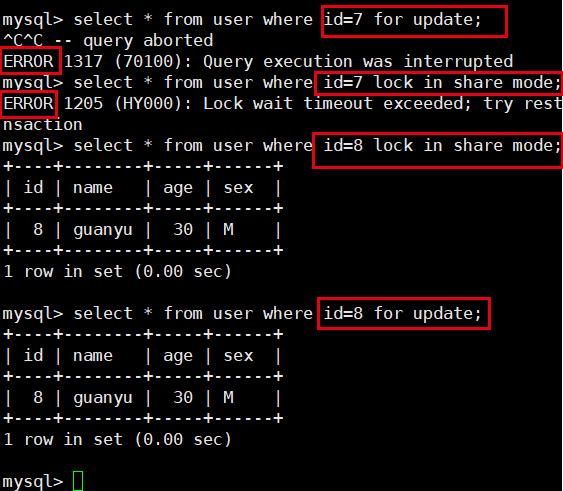 mysql> select * from user where id=7 for update;
^C^C -- query aborted
ERROR 1317 (70100): Query execution was interrupted
mysql> select * from user where id=7 lock in share mode;
ERROR 1205 (HY000): Lock wait timeout exceeded; try rest
nsaction
mysql> select * from user where id=8 lock in share mode;
+----+--------+-----+------+
| id | name   | age | sex  |
+----+--------+-----+------+
|  8 | guanyu |  30 | M    |
+----+--------+-----+------+
1 row in set (0.00 sec)
mysql> select * from user where id=8 for update;
+----+--------+-----+------+
| id | name   | age | sex  |
+----+--------+-----+------+
|  8 | guanyu |  30 | M    |
+----+--------+-----+------+
1 row in set (0.00 sec)
mysql>